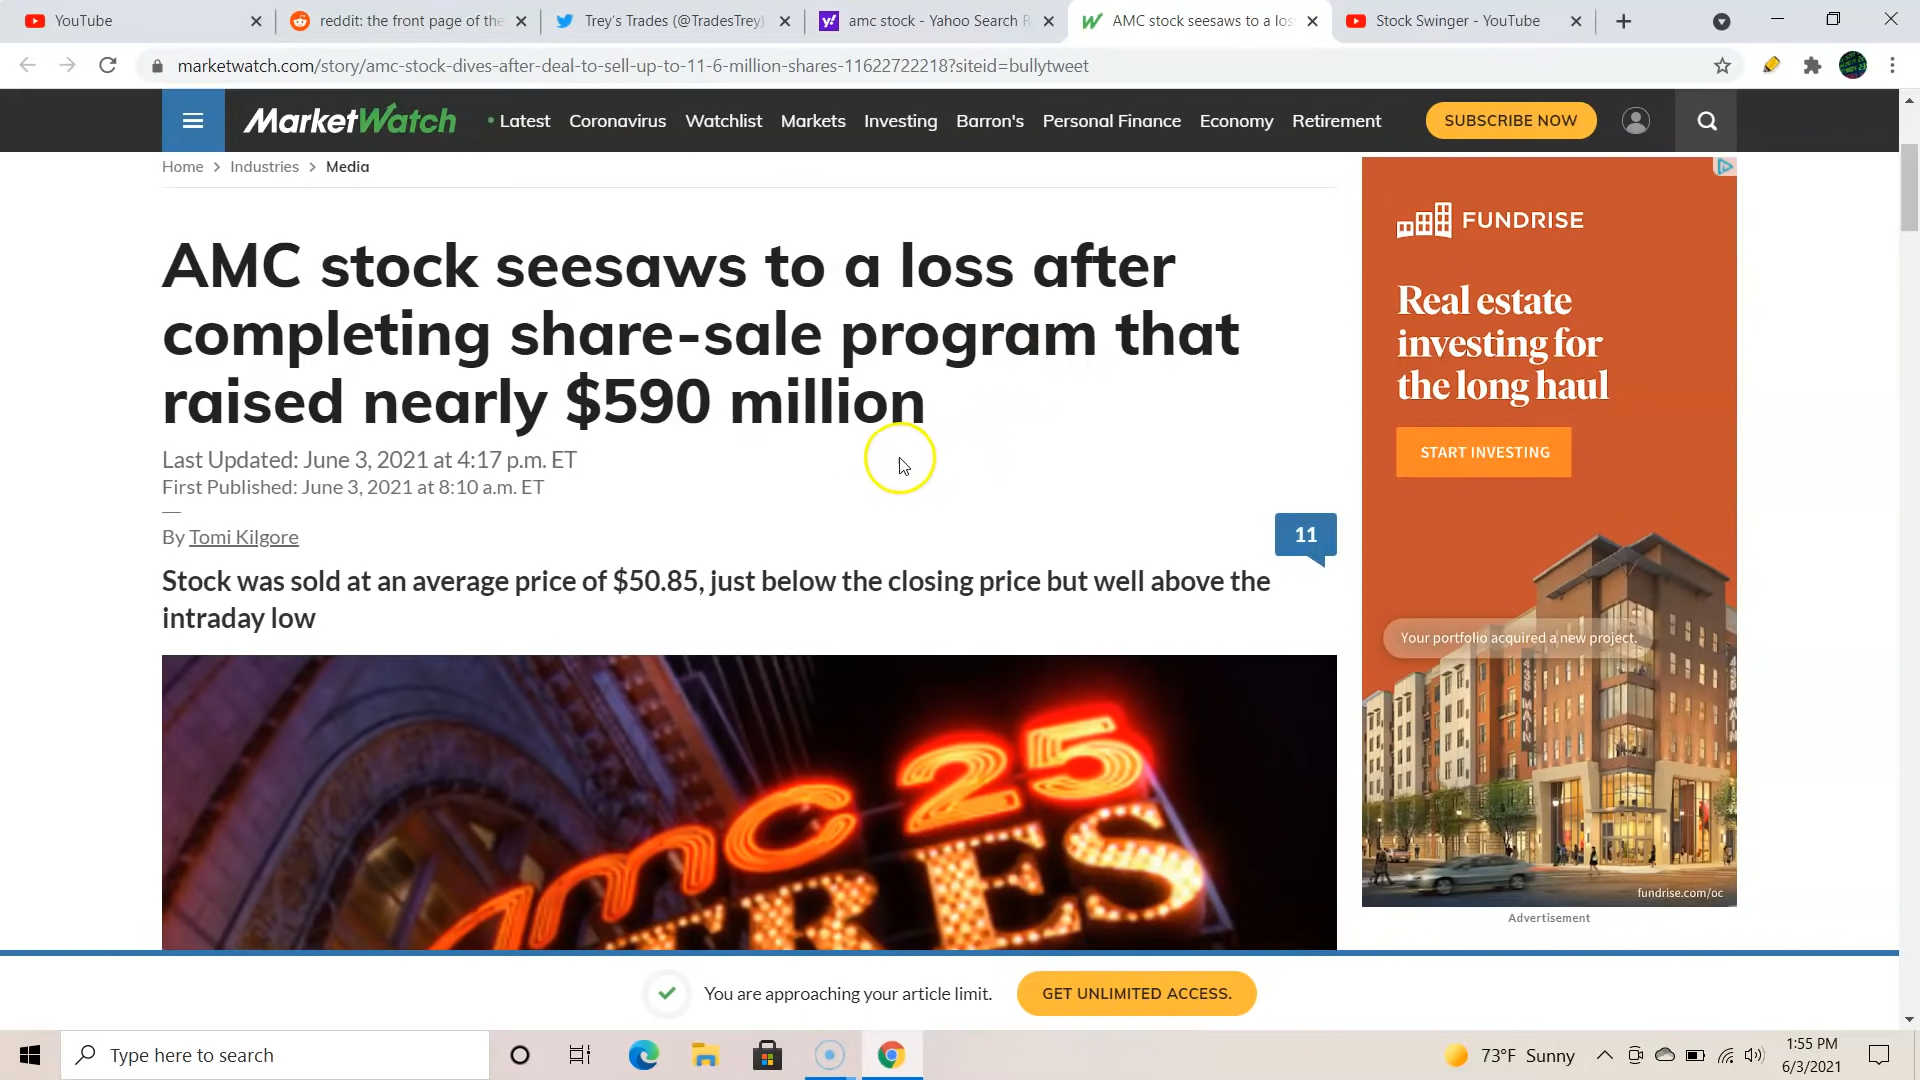 YouTube
reddit: the front page of the
Trey's Trades (@TradesTrey)
amc stock - Yahoo Search R
AMC stock seesaws to a los
Stock Swinger - YouTube
marketwatch.com/story/amc-stock-dives-after-deal-to-sell-up-to-11-6-million-shares-11622722218?siteid=bullytweet
MarketWatch
Latest Coronavirus Watchlist Markets Investing Barron's Personal Finance Economy Retirement
SUBSCRIBE NOW
Home > Industries > Media
AMC stock seesaws to a loss after
completing share-sale program that
raised nearly $590 million
Last Updated: June 3, 2021 at 4:17 p.m. ET
First Published: June 3, 2021 at 8:10 a.m. ET
By Tomi Kilgore
11
Stock was sold at an average price of $50.85, just below the closing price but well above the
intraday low
amc 25
TRES
FUNDRISE
Real estate
investing for
the long haul
START INVESTING
Your portfolio acquired a new project.
fundrise.com/oc
Advertisement
You are approaching your article limit.
GET UNLIMITED ACCESS.
Type here to search
73°F Sunny
1:55 PM
6/3/2021